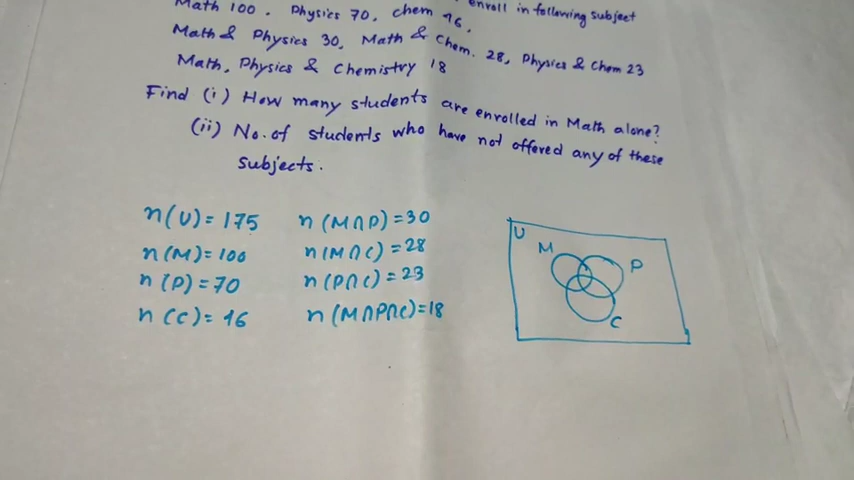 enroll in following subject
Math 100. Physics 70, chem 46.
Math & Physics 30, Math & Chem. 28, Physics & Chem 23
Math, Physics & Chemistry 18
Find (i) How many students are enrolled in Math alone?
(ii) No. of students who have not offered any of these
subjects.
n(U) = 175 n(M∩P) = 30
n(M) = 100 n(M∩C) = 28
n(P) = 70 n(P∩C) = 23
n(C) = 46 n(M∩P∩C) = 18
U
M
P
C